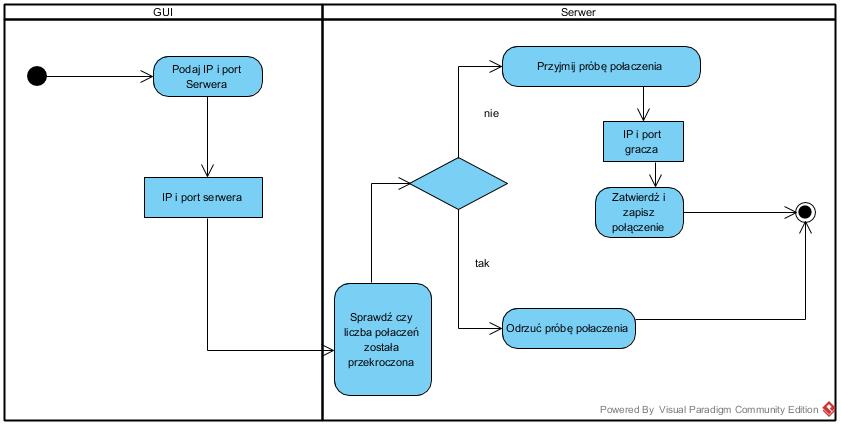 GUI
Serwer
Podaj IP i port
Serwera
IP i port serwera
Sprawdź czy
liczba połaczeń
została
przekroczona
nie
tak
Przyjmij próbę połaczenia
IP i port
gracza
Zatwierdź i
zapisz
połączenie
Odrzuć próbę połaczenia
Powered By Visual Paradigm Community Edition